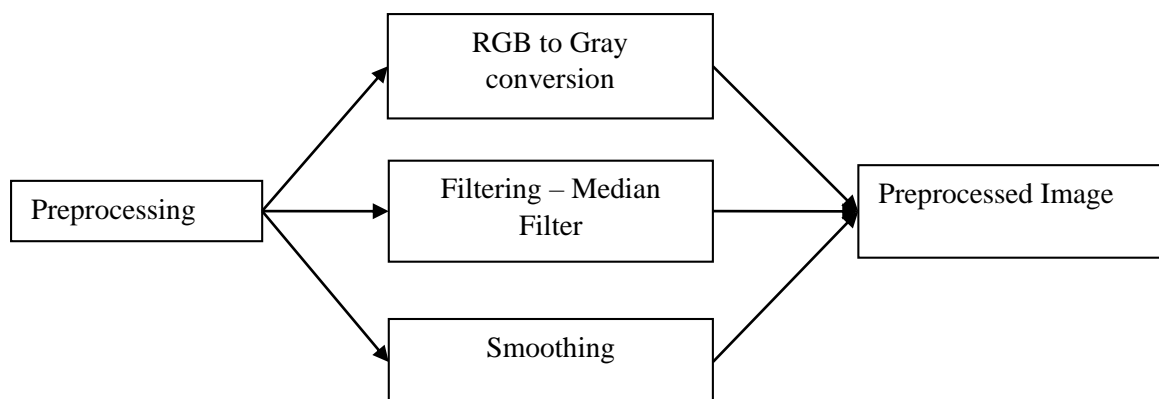 RGB to Gray
conversion
Preprocessing
Filtering – Median
Filter
Preprocessed Image
Smoothing